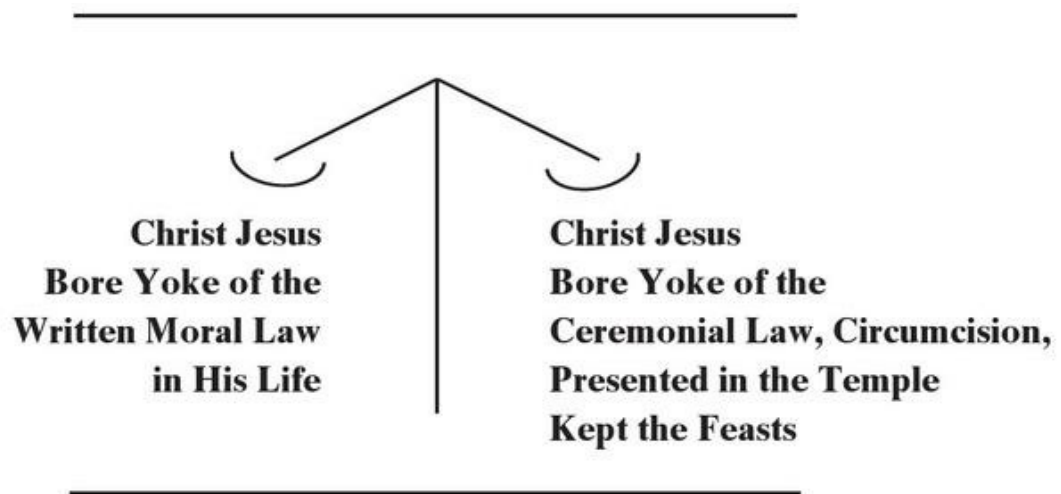 Christ Jesus
Bore Yoke of the
Written Moral Law
in His Life
Christ Jesus
Bore Yoke of the
Ceremonial Law, Circumcision,
Presented in the Temple
Kept the Feasts